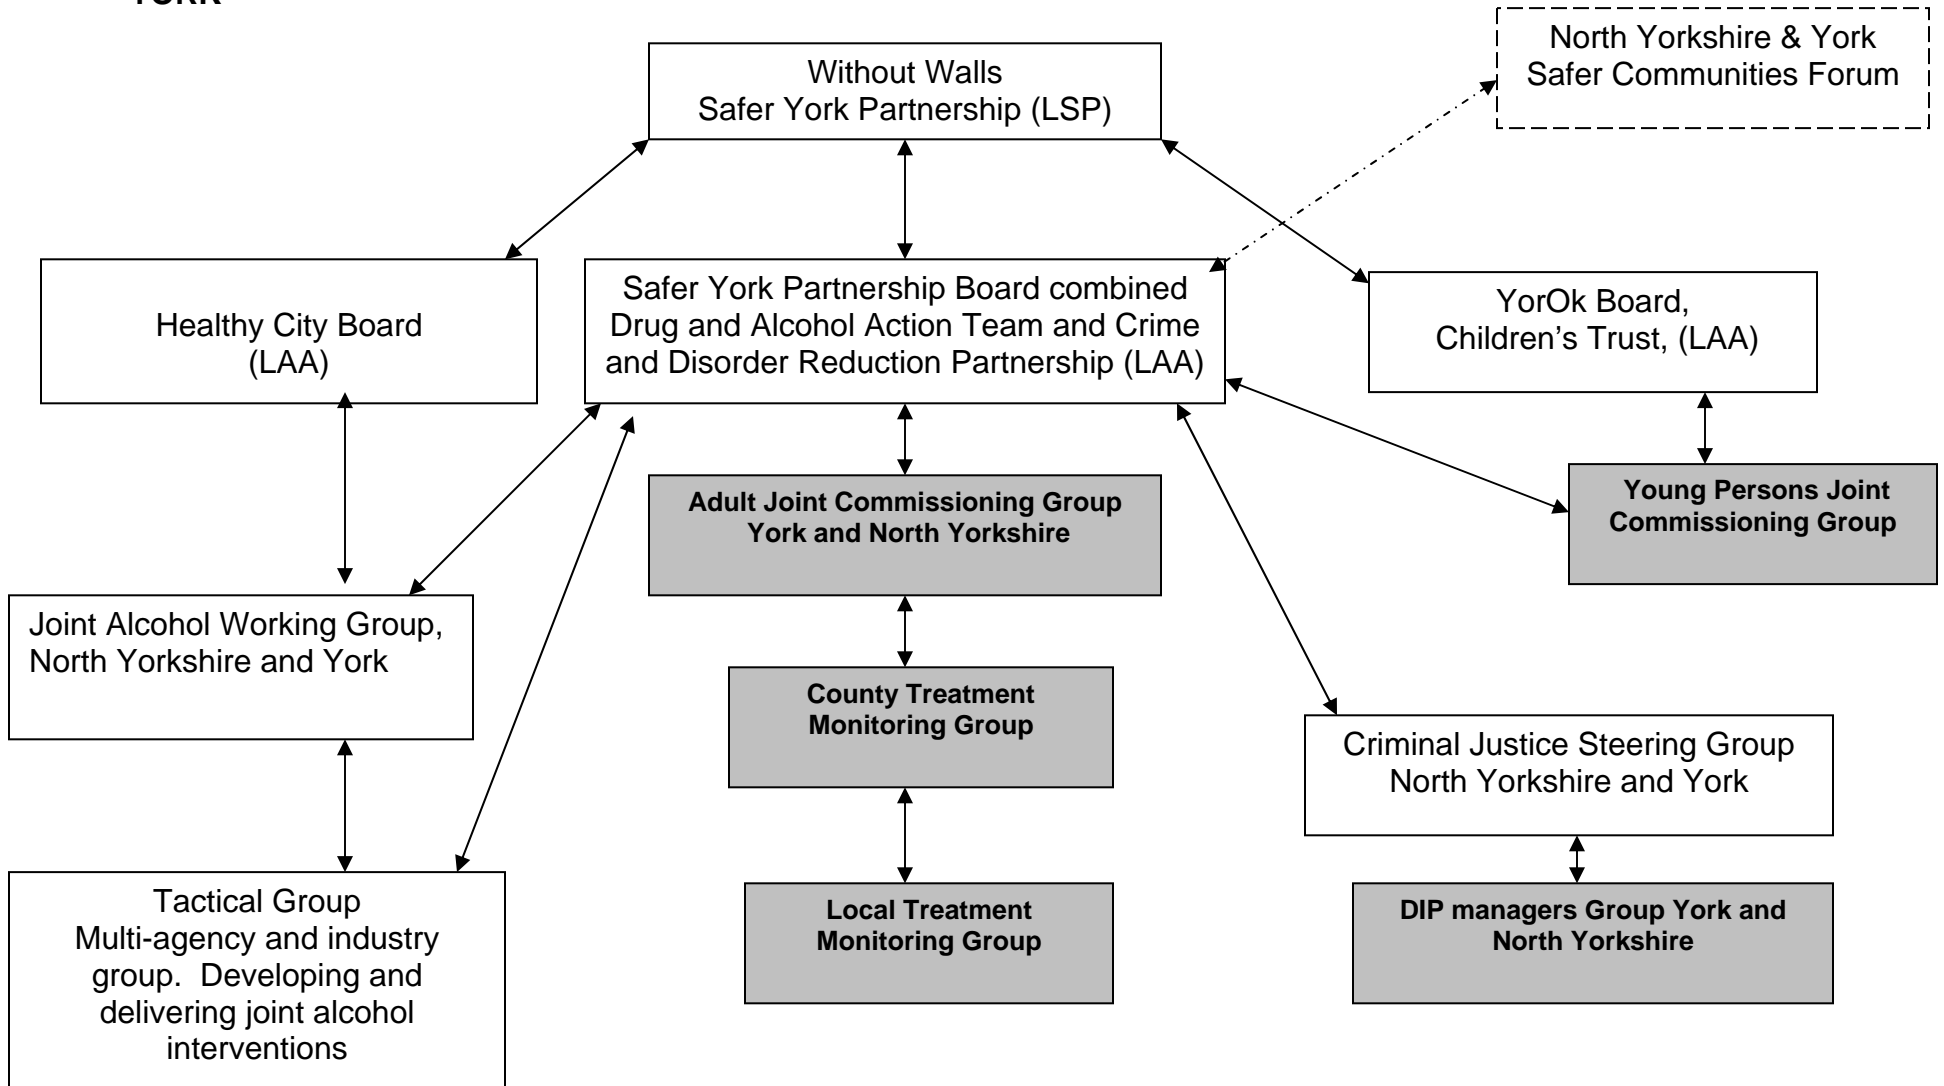 YORK
North Yorkshire & York
Safer Communities Forum
Without Walls
Safer York Partnership (LSP)
Healthy City Board
(LAA)
Safer York Partnership Board combined
Drug and Alcohol Action Team and Crime
and Disorder Reduction Partnership (LAA)
YorOk Board,
Children’s Trust, (LAA)
Adult Joint Commissioning Group
York and North Yorkshire
Young Persons Joint
Commissioning Group
Joint Alcohol Working Group,
North Yorkshire and York
County Treatment
Monitoring Group
Criminal Justice Steering Group
North Yorkshire and York
Tactical Group
Multi-agency and industry
group.  Developing and
delivering joint alcohol
interventions
Local Treatment
Monitoring Group
DIP managers Group York and
North Yorkshire